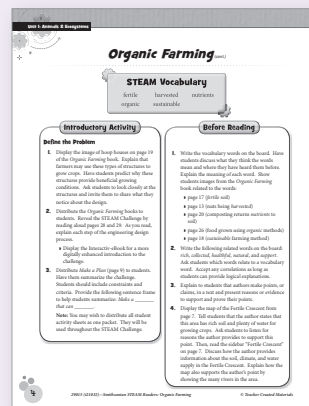 Unit 1: Animals & Ecosystems
Organic Farming (cont.)
STEAM Vocabulary
fertile harvested nutrients
organic sustainable
Introductory Activity
Define the Problem
1. Display the image of hoop houses on page 19
of the Organic Farming book. Explain that
farmers may use these types of structures to
grow crops. Have students predict why these
structures provide beneficial growing
conditions. Ask students to look closely at the
structures and invite them to share what they
notice about the design.
2. Distribute the Organic Farming books to
students. Reveal the STEAM Challenge by
reading aloud pages 28 and 29. As you read,
explain each step of the engineering design
process.
Display the Interactiv-eBook for a more
digitally enhanced introduction to the
challenge.
3. Distribute Make a Plan (page 9) to students.
Have them summarize the challenge.
Students should include constraints and
criteria. Provide the following sentence frame
to help students summarize. Make a ______
that can ______.
Note: You may wish to distribute all student
activity sheets as one packet. They will be
used throughout the STEAM Challenge.
Before Reading
1. Write the vocabulary words on the board. Have
students discuss what they think the words
mean and where they have heard them before.
Explain the meaning of each word. Show
students images from the Organic Farming
book related to the words:
page 17 (fertile soil)
page 13 (oats being harvested)
page 20 (composting returns nutrients to
soil)
page 26 (food grown using organic methods)
page 18 (sustainable farming method)
2. Write the following related words on the board:
rich, collected, healthful, natural, and support.
Ask students which words relate to a vocabulary
word. Accept any correlations as long as
students can provide logical explanations.
3. Explain to students that authors make points, or
claims, in a text and present reasons or evidence
to support and prove their points.
4. Display the map of the Fertile Crescent from
page 7. Tell students that the author states that
this area has rich soil and plenty of water for
growing crops. Ask students to listen for
reasons the author provides to support this
point. Then, read the sidebar "Fertile Crescent"
on page 7. Discuss how the author provides
information about the soil, climate, and water
supply in the Fertile Crescent. Explain how the
map also supports the author's point by
showing the many rivers in the area.
4
© Teacher Created Materials